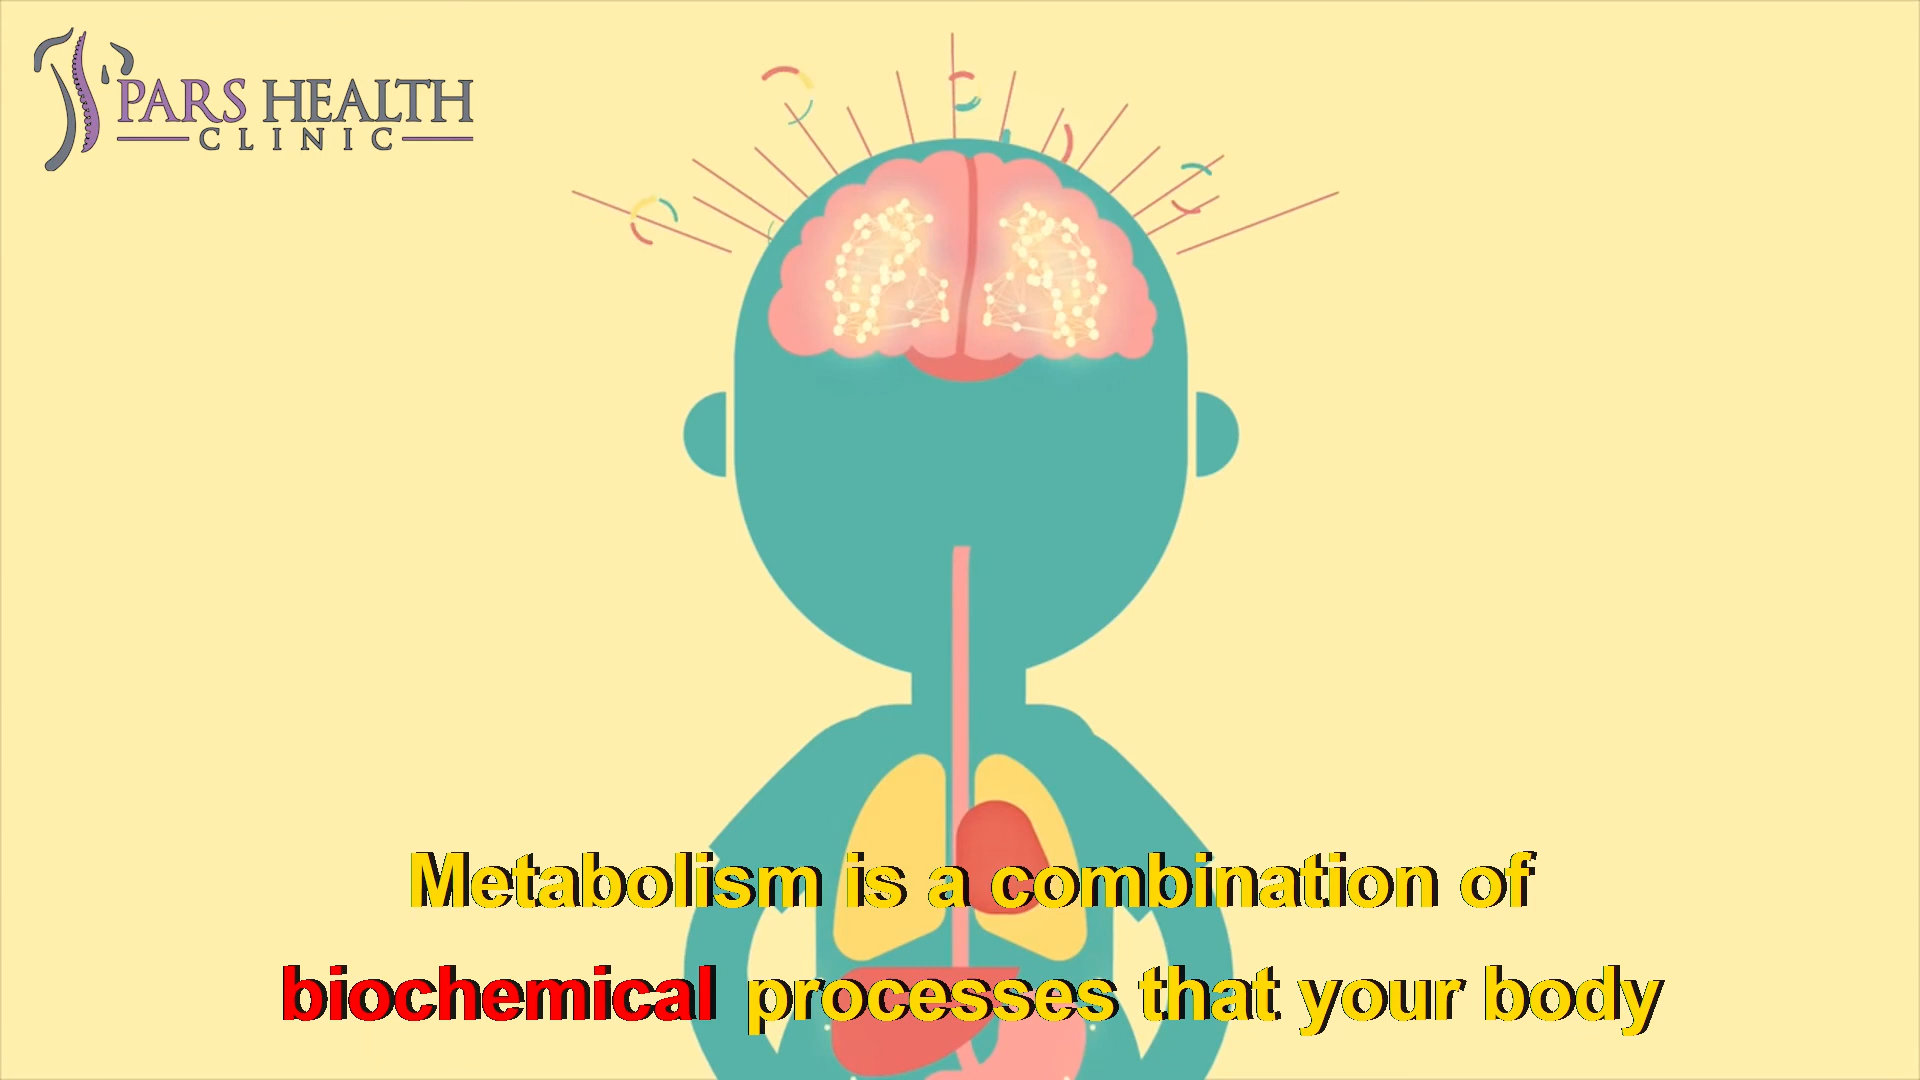 PARS HEALTH
CLINIC
Metabolism is a combination of
biochemical processes that your body